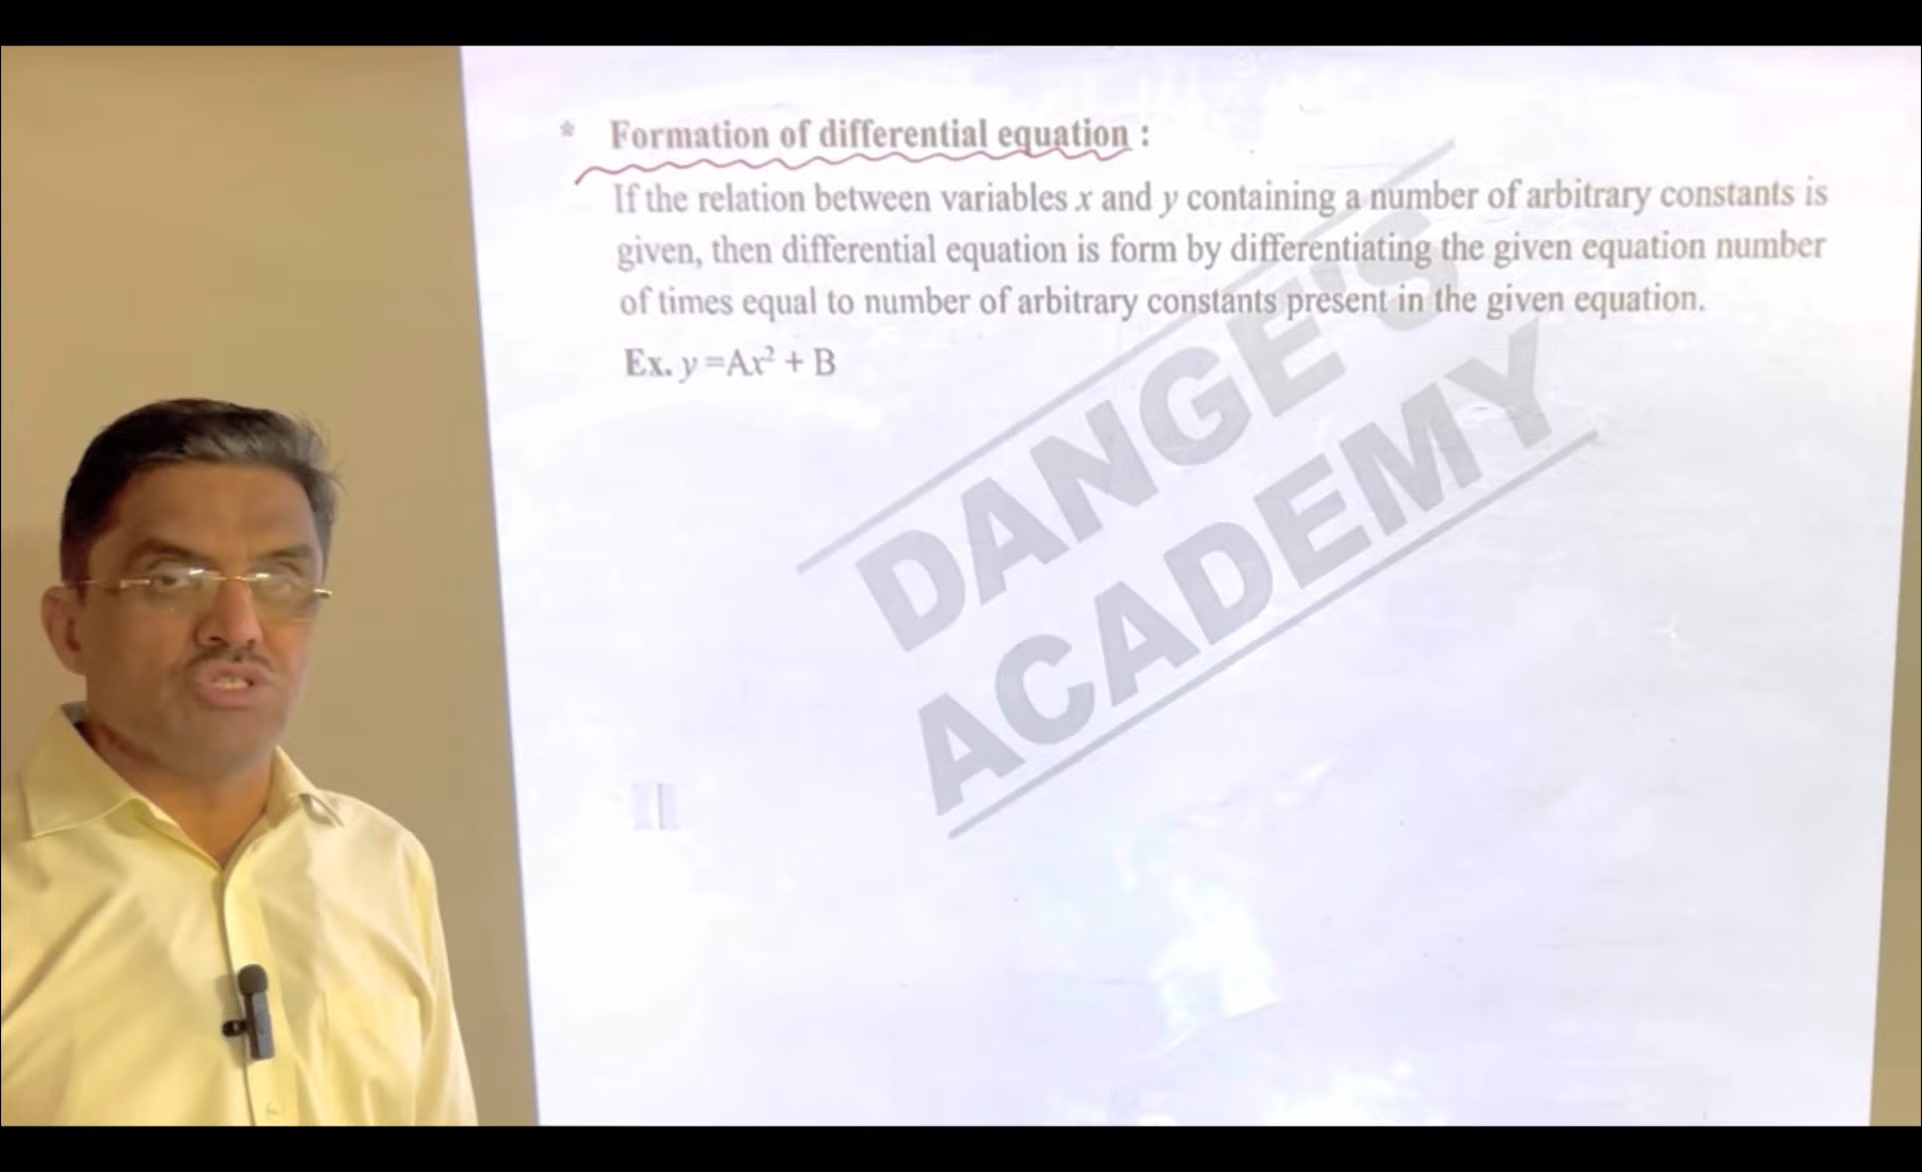 * Formation of differential equation :
If the relation between variables x and y containing a number of arbitrary constants is
given, then differential equation is form by differentiating the given equation number
of times equal to number of arbitrary constants present in the given equation.
Ex. y =Ax² + B
DANGE'S
ACADEMY